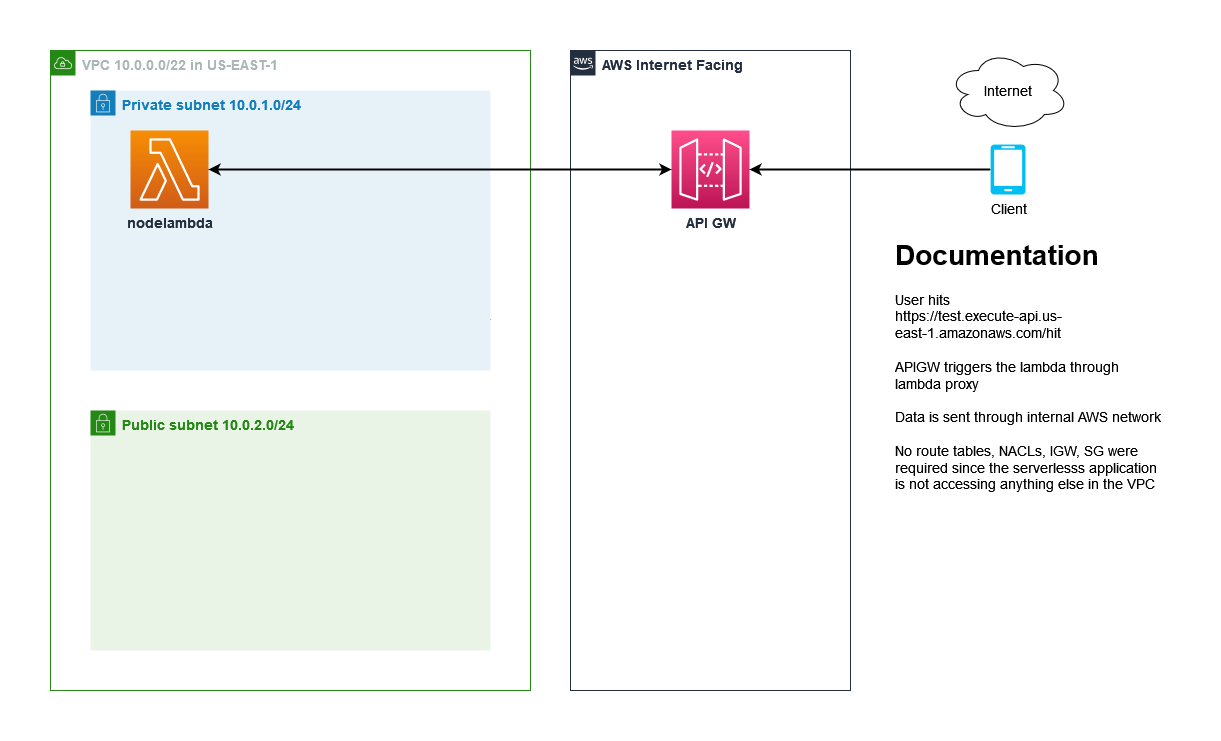 VPC 10.0.0.0/22 in US-EAST-1
Private subnet 10.0.1.0/24
nodelambda
Public subnet 10.0.2.0/24
aws
AWS Internet Facing
</>
API GW
Internet
Client
Documentation
User hits
https://test.execute-api.us-
east-1.amazonaws.com/hit
APIGW triggers the lambda through
lambda proxy
Data is sent through internal AWS network
No route tables, NACLs, IGW, SG were
required since the serverlesss application
is not accessing anything else in the VPC